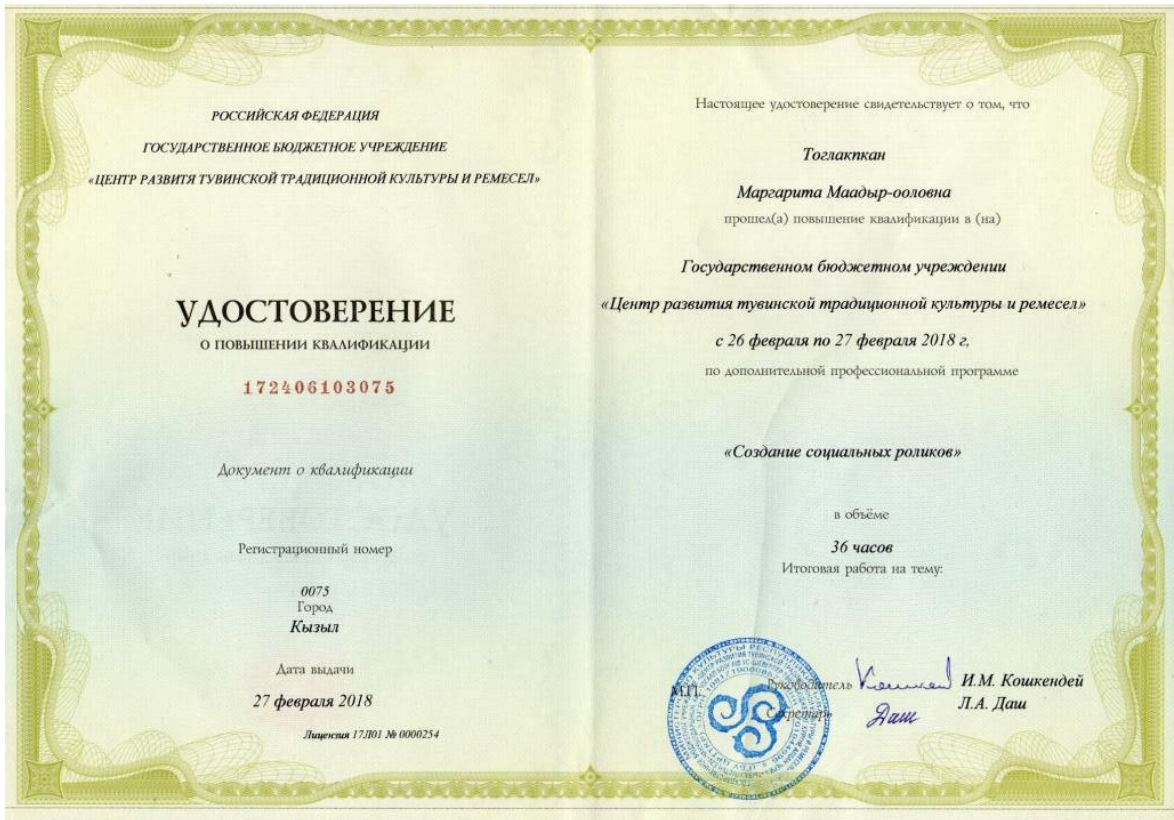 РОССИЙСКАЯ ФЕДЕРАЦИЯ
ГОСУДАРСТВЕННОЕ БЮДЖЕТНОЕ УЧРЕЖДЕНИЕ
«ЦЕНТР РАЗВИТЯ ТУВИНСКОЙ ТРАДИЦИОННОЙ КУЛЬТУРЫ И РЕМЕСЕЛ»
УДОСТОВЕРЕНИЕ
О ПОВЫШЕНИИ КВАЛИФИКАЦИИ
172406103075
Документ о квалификации
Регистрационный номер
0075
Город
Кызыл
Дата выдачи
27 февраля 2018
Лицензия 17Л01 № 0000254
Настоящее удостоверение свидетельствует о том, что
Тоглакпкан
Маргарита Маадыр-ооловна
прошел(а) повышение квалификации в (на)
Государственном бюджетном учреждении
«Центр развития тувинской традиционной культуры и ремесел»
с 26 февраля по 27 февраля 2018 г,
по дополнительной профессиональной программе
«Создание социальных роликов»
в объёме
36 часов
Итоговая работа на тему:
М.П. Руководитель И.М. Кошкендей
Секретарь Даш Л.А. Даш